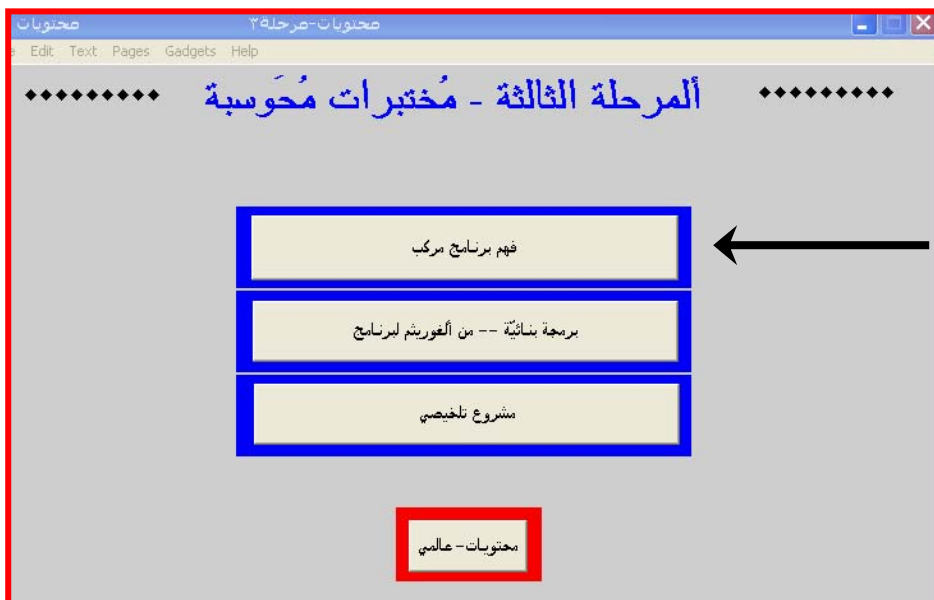 محتويات-مرحلة٣ محتويات
Edit Text Pages Gadgets Help
ألمرحلة الثالثة - مُختبرات مُحَوسبة
فهم برنامج مركب
برمجة بنائيّة -- من ألغوريثم لبرنامج
مشروع تلخيصي
محتويات-عالمي